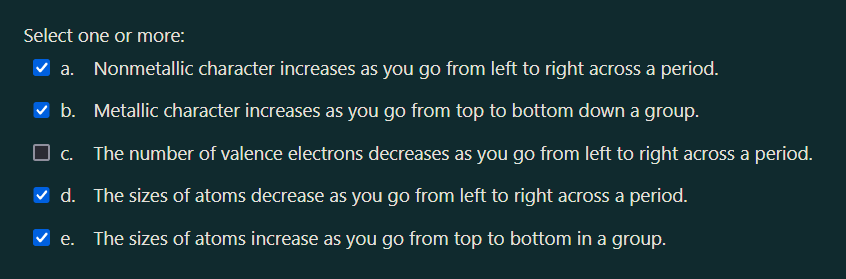 Select one or more:
a. Nonmetallic character increases as you go from left to right across a period.
b. Metallic character increases as you go from top to bottom down a group.
c. The number of valence electrons decreases as you go from left to right across a period.
d. The sizes of atoms decrease as you go from left to right across a period.
e. The sizes of atoms increase as you go from top to bottom in a group.